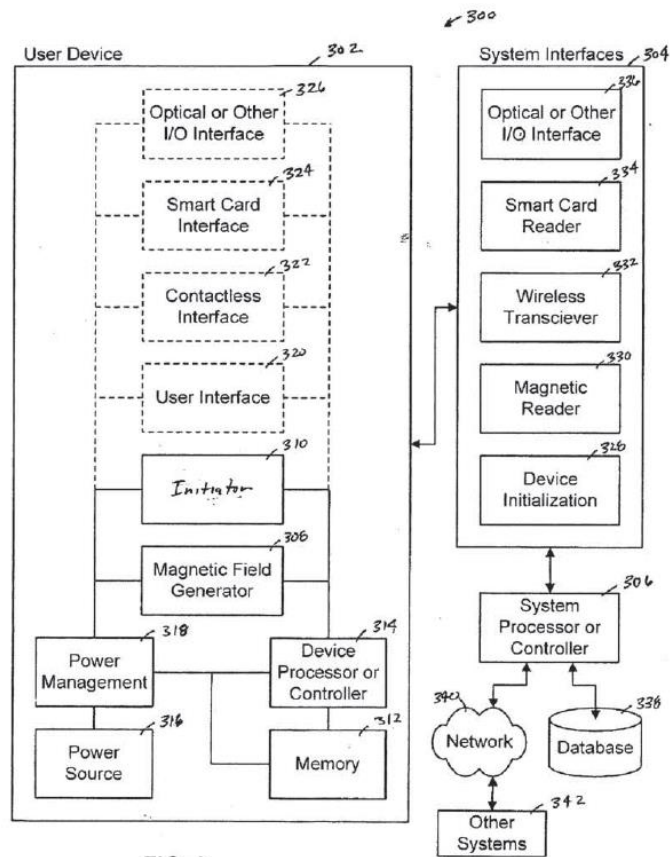 300
User Device
302
326
Optical or Other
I/O Interface
324
Smart Card
Interface
322
Contactless
Interface
320
User Interface
310
Initiator
308
Magnetic Field
Generator
318
Power
Management
314
Device
Processor or
Controller
316
Power
Source
312
Memory
System Interfaces
304
336
Optical or Other
I/O Interface
334
Smart Card
Reader
332
Wireless
Transciever
330
Magnetic
Reader
328
Device
Initialization
306
System
Processor or
Controller
340
Network
338
Database
342
Other
Systems